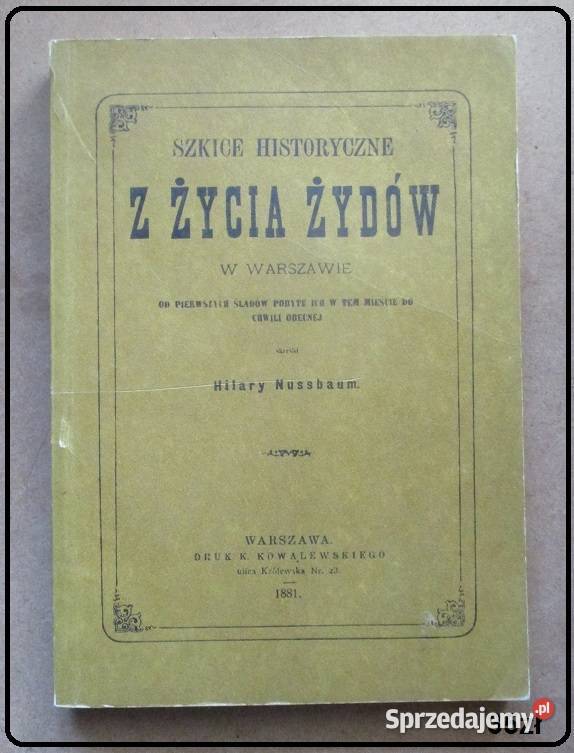 SZKICE HISTORYCZNE
Z ŻYCIA ŻYDÓW
W WARSZAWIE
OD PIERWSZYCH ŚLADÓW POBYTU ICH W TEM MIEŚCIE DO
CHWILI OBECNEJ
skreślił
Hilary Nussbaum.
WARSZAWA.
DRUK K. KOWALEWSKIEGO
ulica Królewska Nr. 23.
1881.
Sprzedajemy.pl